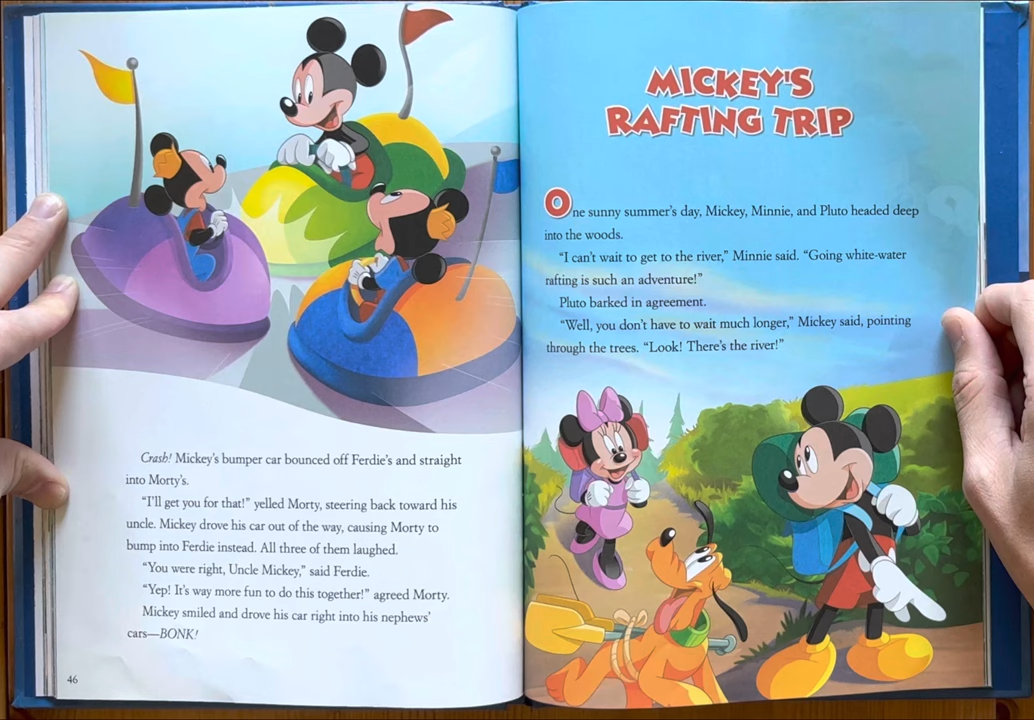 Crash! Mickey's bumper car bounced off Ferdie's and straight
into Morty's.
"I'll get you for that!" yelled Morty, steering back toward his
uncle. Mickey drove his car out of the way, causing Morty to
bump into Ferdie instead. All three of them laughed.
"You were right, Uncle Mickey," said Ferdie.
"Yep! It's way more fun to do this together!" agreed Morty.
Mickey smiled and drove his car right into his nephews'
cars—BONK!
46
MICKEY'S
RAFTING TRIP
One sunny summer's day, Mickey, Minnie, and Pluto headed deep
into the woods.
"I can't wait to get to the river," Minnie said. "Going white-water
rafting is such an adventure!"
Pluto barked in agreement.
"Well, you don't have to wait much longer," Mickey said, pointing
through the trees. "Look! There's the river!"